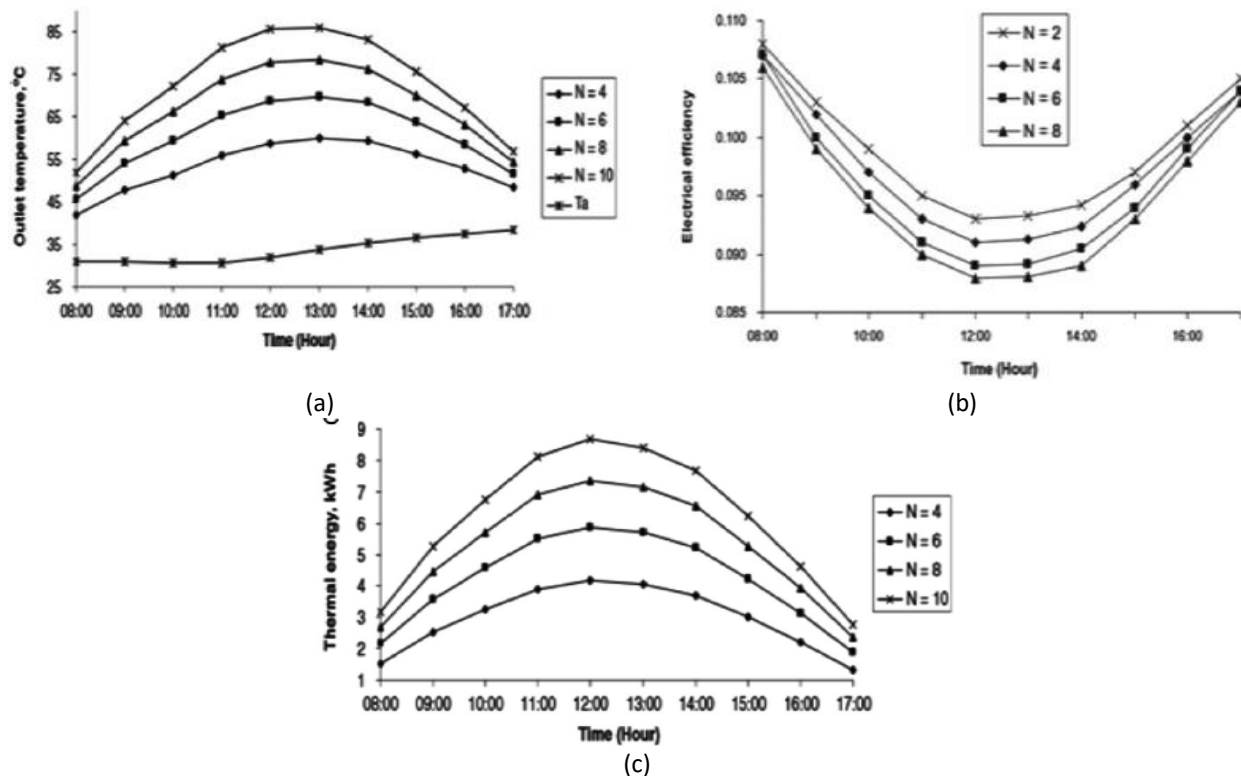 Outlet temperature,°C
85
75
65
55
45
35
25
08:00 09:00 10:00 11:00 12:00 13:00 14:00 15:00 16:00 17:00
Time (Hour)
N = 4
N = 6
N = 8
N = 10
Ta
(a)
Electrical efficiency
0.110
0.105
0.100
0.095
0.090
0.085
08:00 10:00 12:00 14:00 16:00
Time (Hour)
N = 2
N = 4
N = 6
N = 8
(b)
Thermal energy, kWh
9
8
7
6
5
4
3
2
1
08:00 09:00 10:00 11:00 12:00 13:00 14:00 15:00 16:00 17:00
Time (Hour)
N = 4
N = 6
N = 8
N = 10
(c)